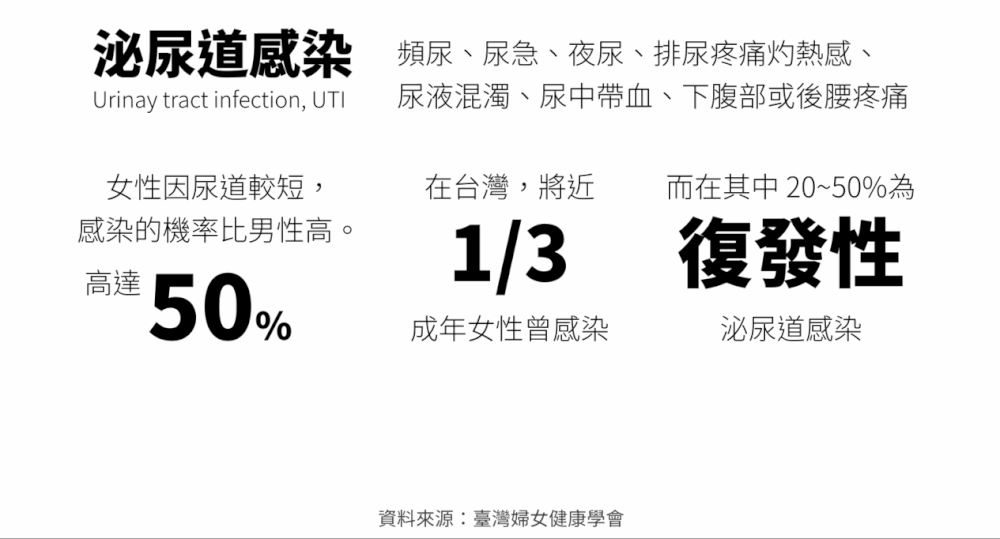 泌尿道感染
Urinay tract infection, UTI
頻尿、尿急、夜尿、排尿疼痛灼熱感、
尿液混濁、尿中帶血、下腹部或後腰疼痛
女性因尿道較短，
感染的機率比男性高。
高達 50%
在台灣，將近
1/3
成年女性曾感染
而在其中 20~50%為
復發性
泌尿道感染
資料來源：臺灣婦女健康學會